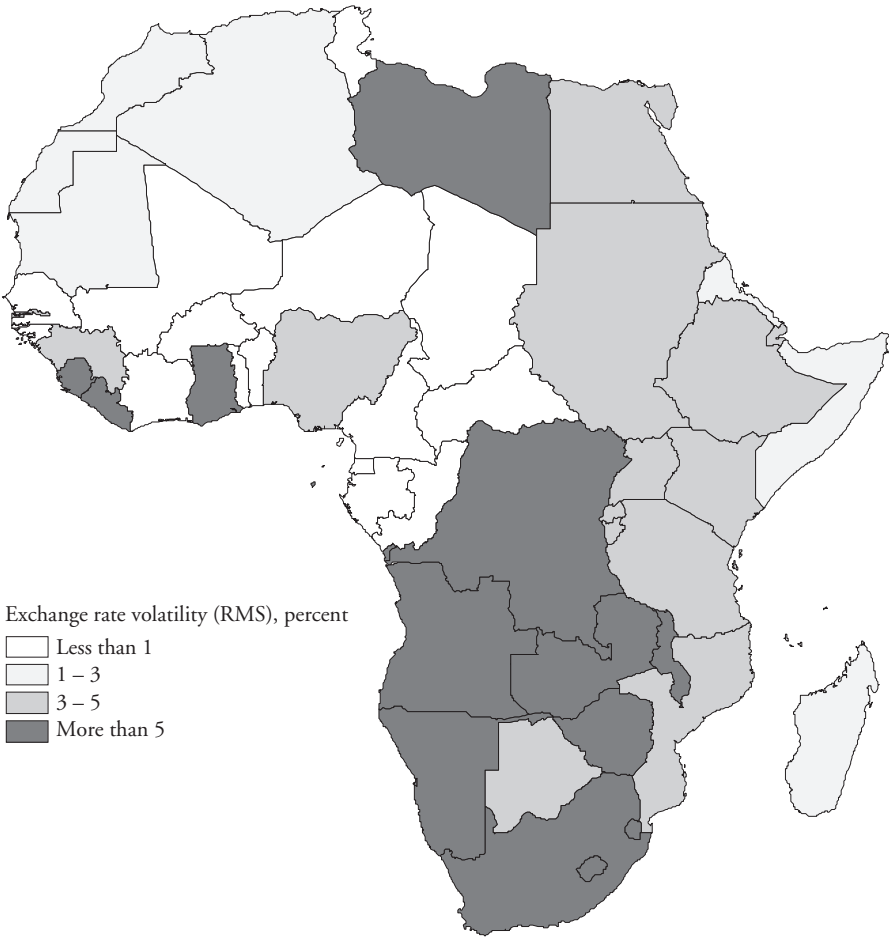 Exchange rate volatility (RMS), percent
Less than 1
1 – 3
3 – 5
More than 5